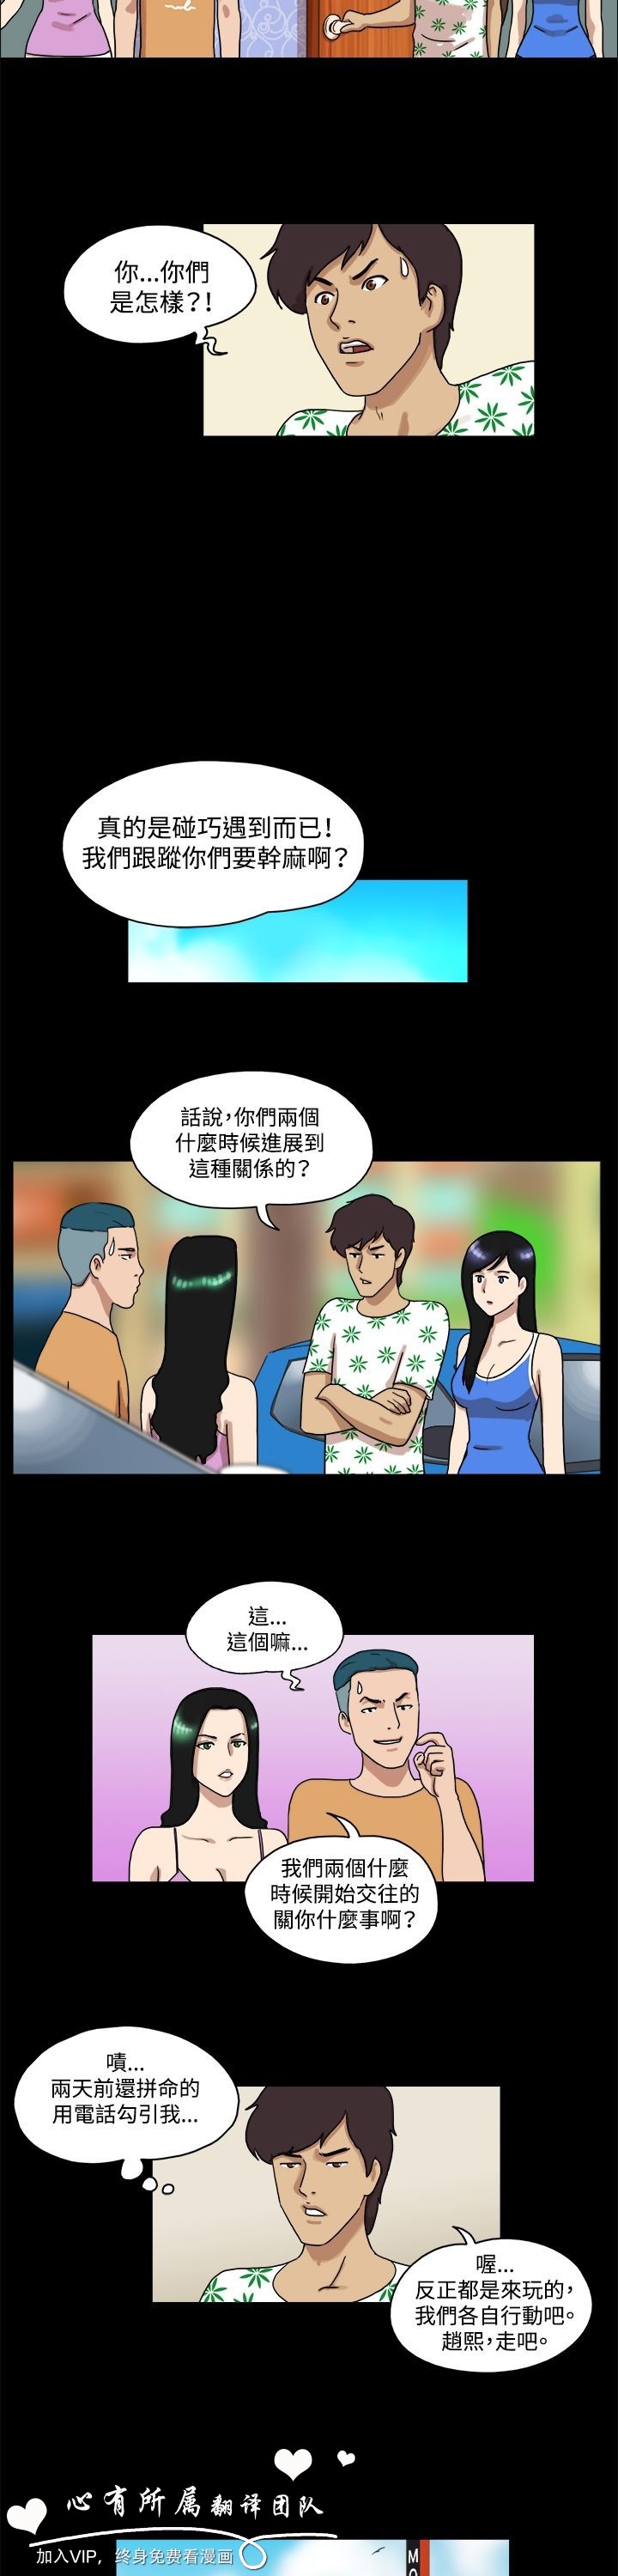 你...你們
是怎樣?!
真的是碰巧遇到而已!
我們跟蹤你們要幹麻啊?
話說,你們兩個
什麼時候進展到
這種關係的?
這...
這個嘛...
我們兩個什麼
時候開始交往的
關你什麼事啊?
嘖...
兩天前還拼命的
用電話勾引我...
喔...
反正都是來玩的,
我們各自行動吧。
趙熙,走吧。
心有所属翻译团队
加入VIP，终身免费看漫画
MO